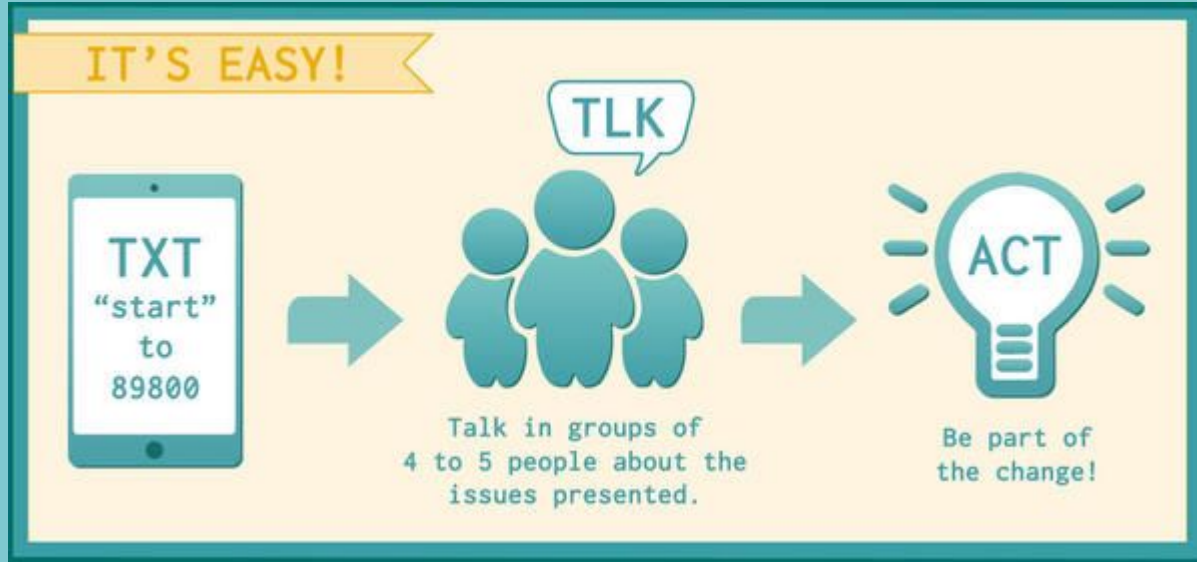 IT'S EASY!
TXT
“start”
to
89800
TLK
Talk in groups of
4 to 5 people about the
issues presented.
ACT
Be part of
the change!